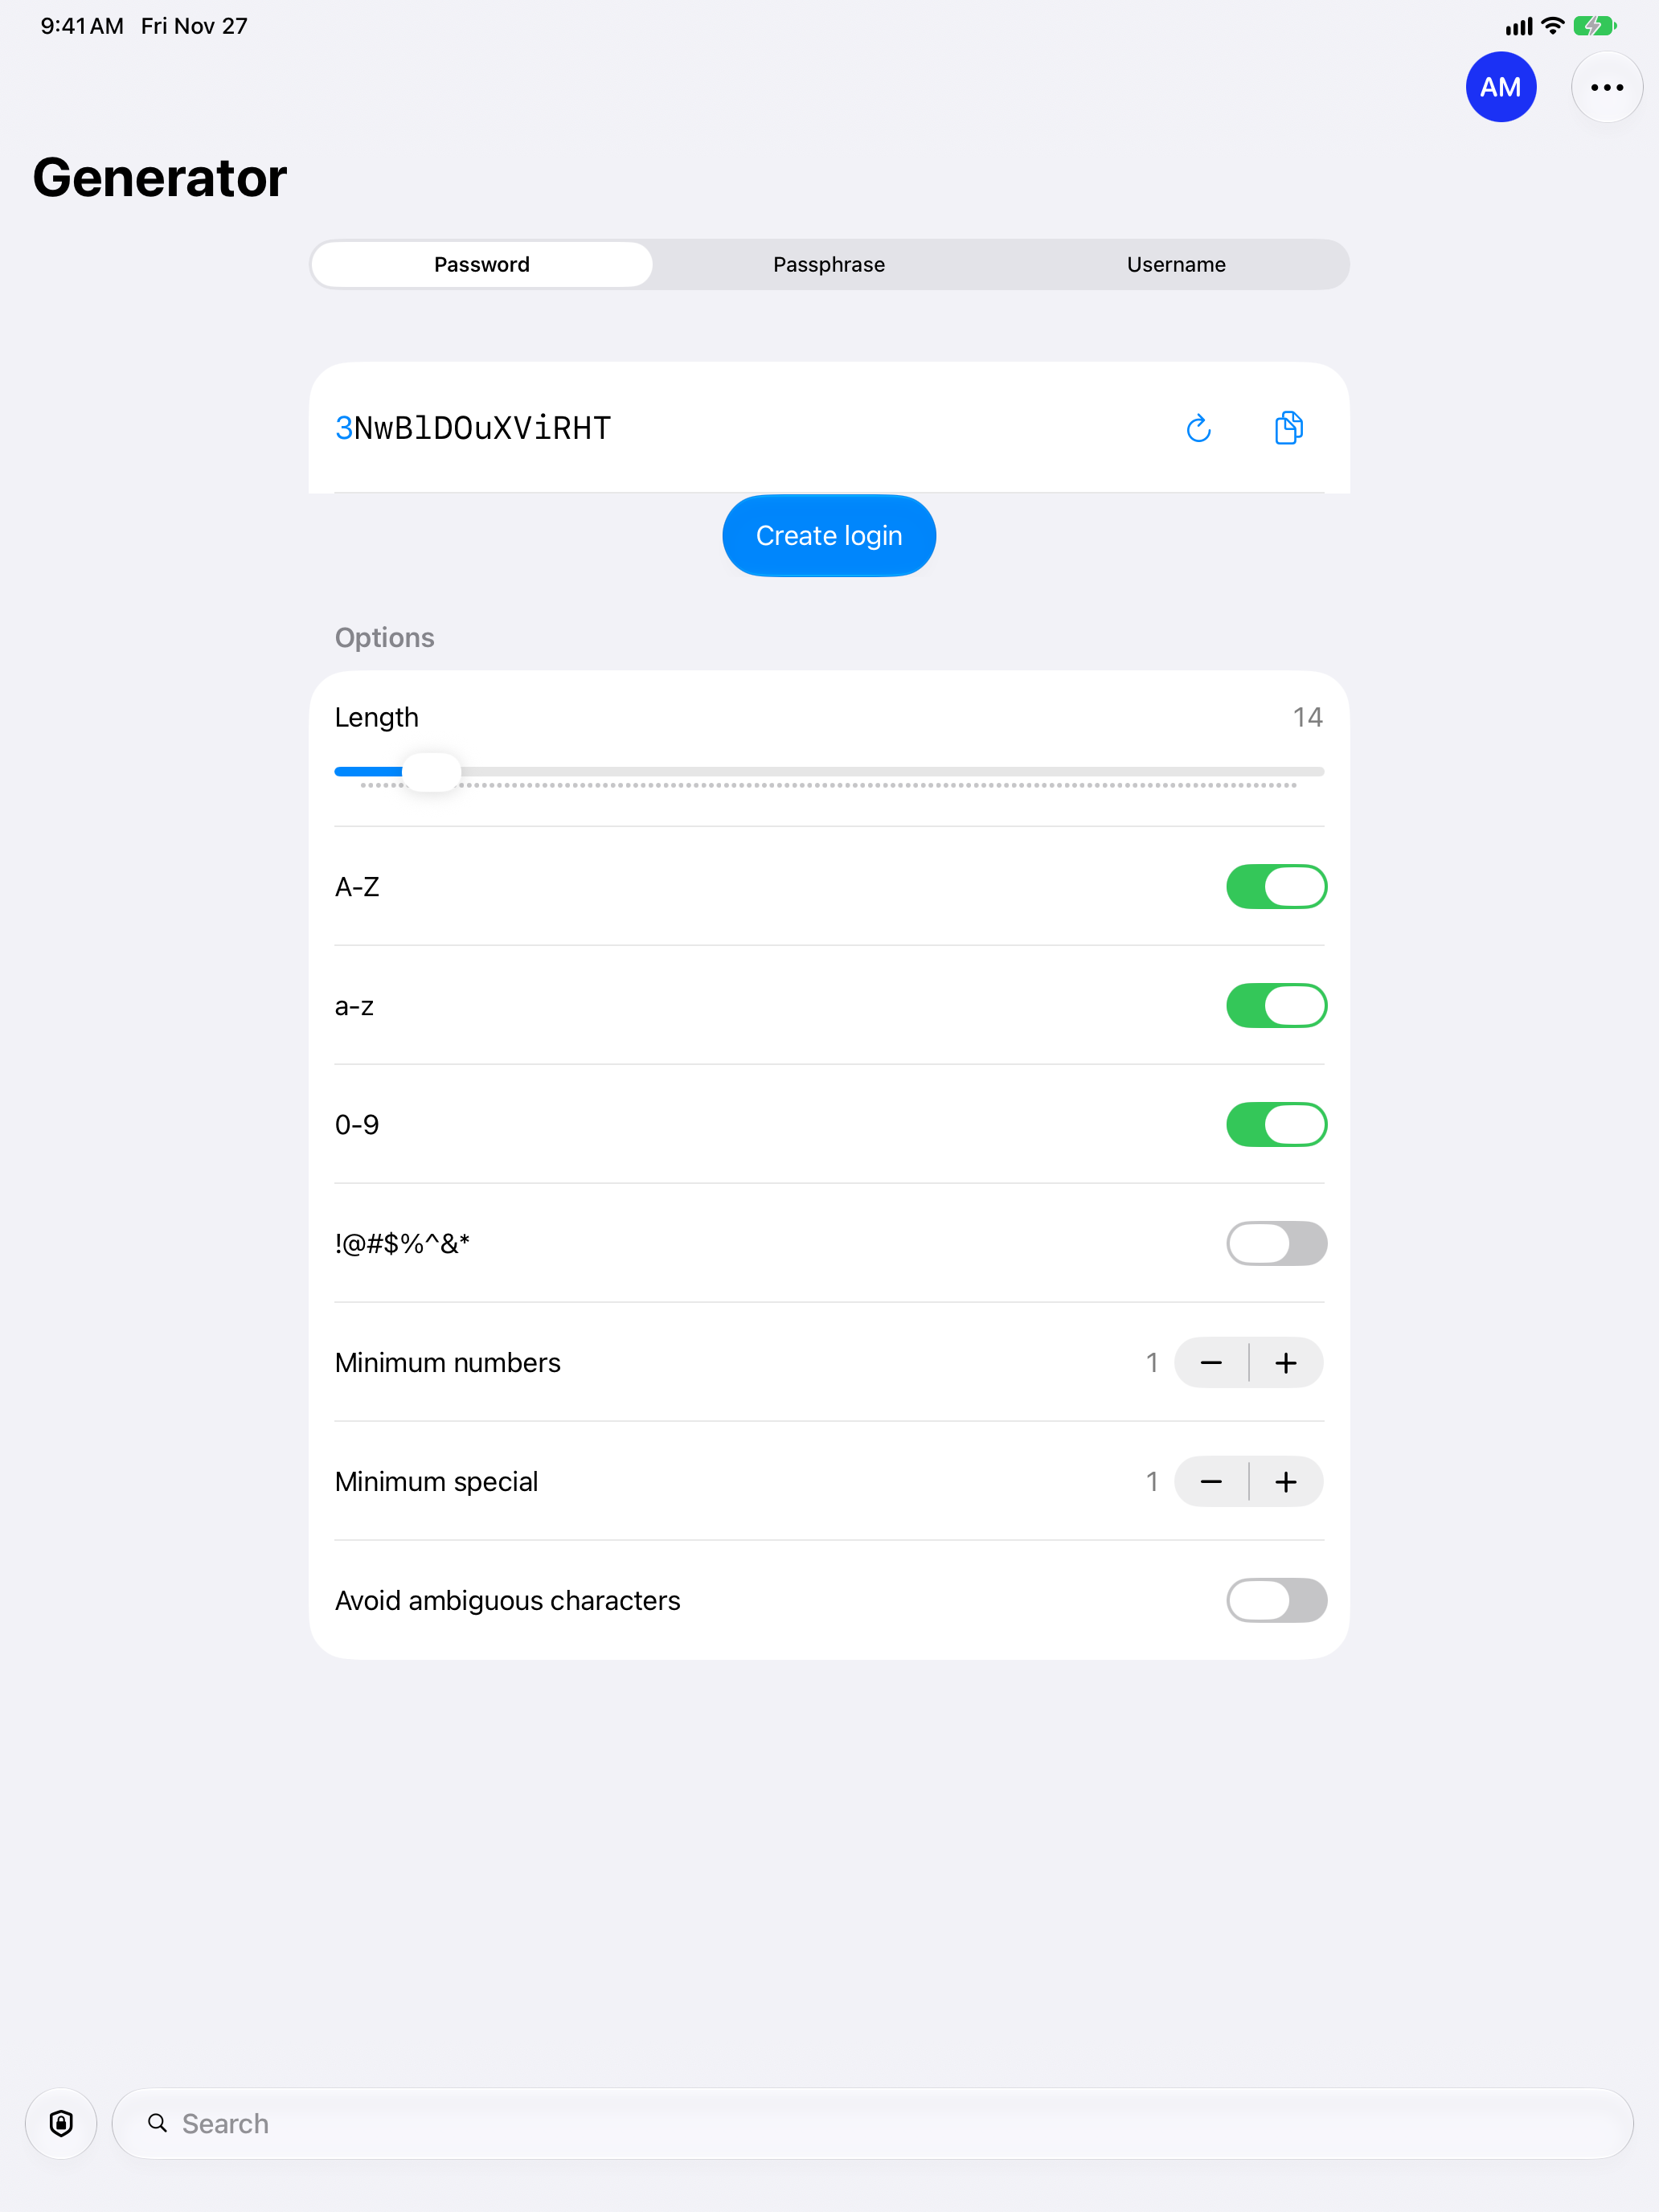 9:41 AM Fri Nov 27
AM
Generator
Password Passphrase Username
3NwBlDOuXViRHT
Create login
Options
Length 14
A-Z
a-z
0-9
!@#$%^&*
Minimum numbers 1
Minimum special 1
Avoid ambiguous characters
Search